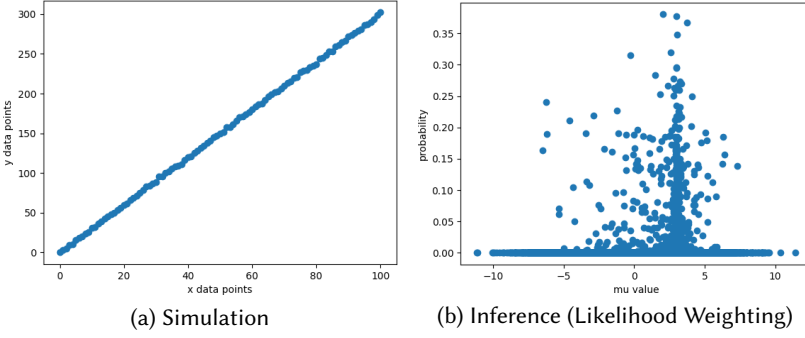 300
250
200
150
100
50
0
0 20 40 60 80 100
y data points
x data points
(a) Simulation
0.35
0.30
0.25
0.20
0.15
0.10
0.05
0.00
−10 −5 0 5 10
probability
mu value
(b) Inference (Likelihood Weighting)